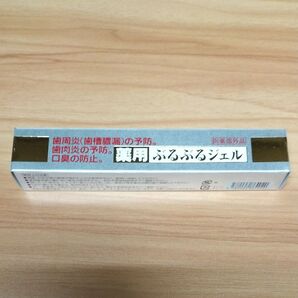 歯周炎(歯槽膿漏)の予防。
歯肉炎の予防。
口臭の防止。
薬用 ぷるぷるジェル
医薬部外品